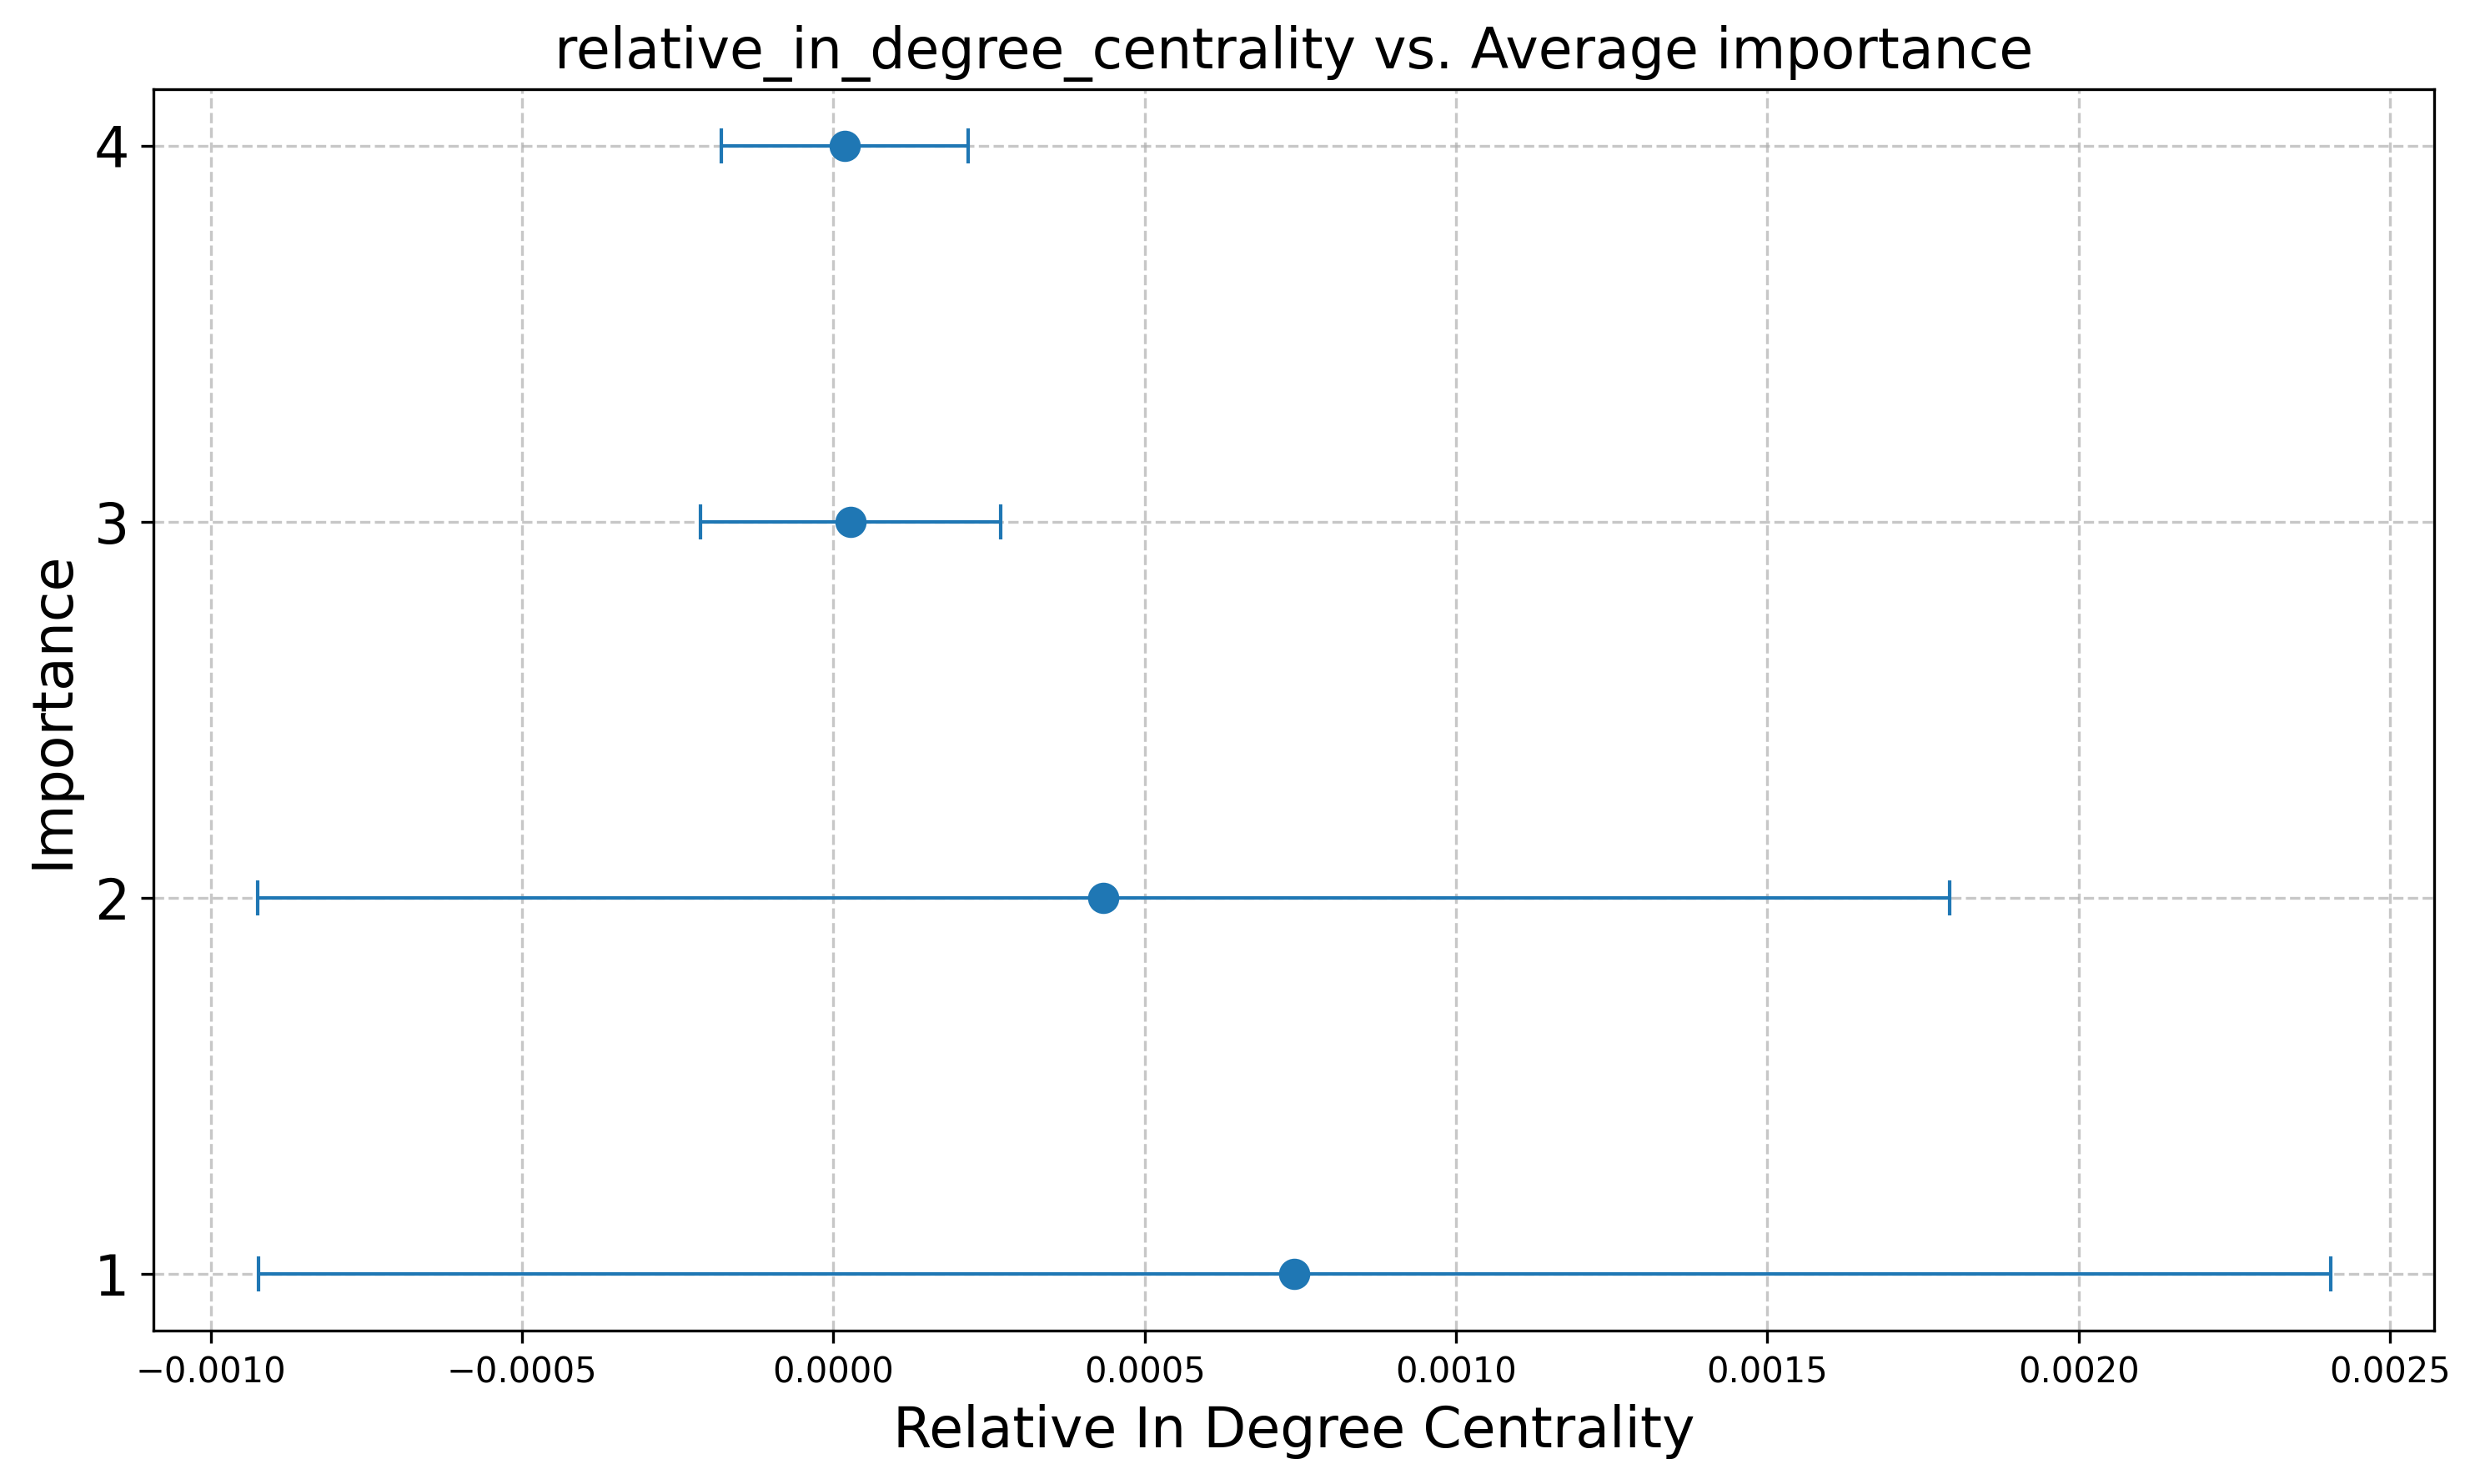 relative_in_degree_centrality vs. Average importance
4
3
2
1
Importance
−0.0010 −0.0005 0.0000 0.0005 0.0010 0.0015 0.0020 0.0025
Relative In Degree Centrality